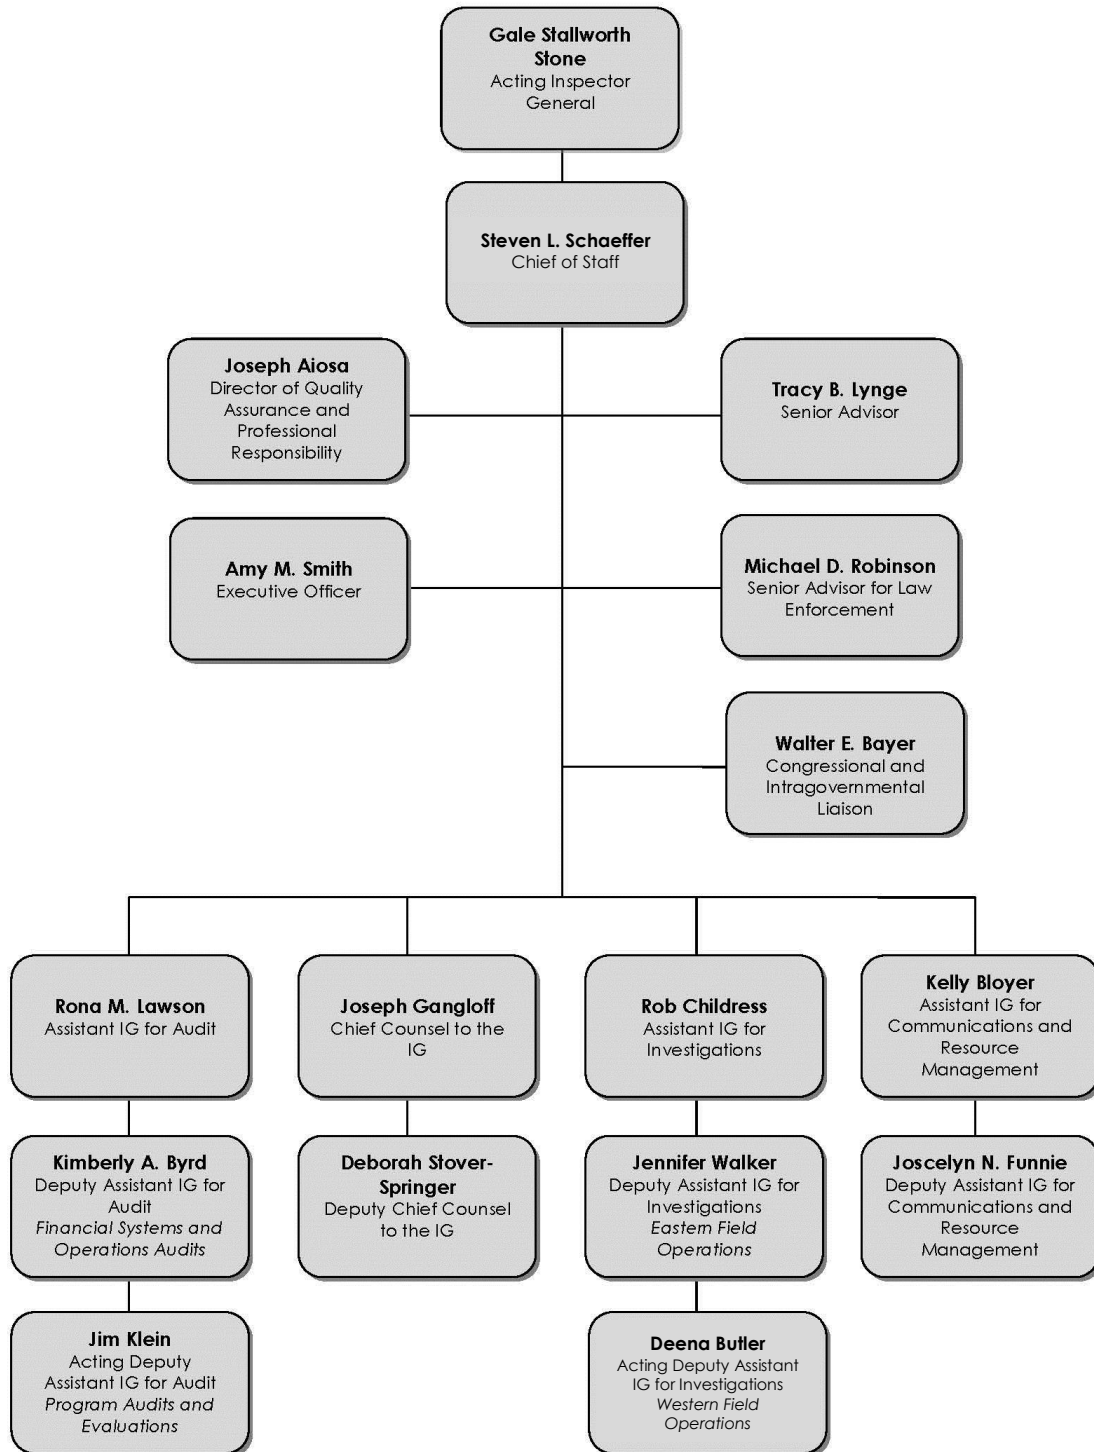 Gale Stallworth
Stone
Acting Inspector
General
Steven L. Schaeffer
Chief of Staff
Joseph Aiosa
Director of Quality
Assurance and
Professional
Responsibility
Tracy B. Lynge
Senior Advisor
Amy M. Smith
Executive Officer
Michael D. Robinson
Senior Advisor for Law
Enforcement
Walter E. Bayer
Congressional and
Intragovernmental
Liaison
Rona M. Lawson
Assistant IG for Audit
Joseph Gangloff
Chief Counsel to the
IG
Rob Childress
Assistant IG for
Investigations
Kelly Bloyer
Assistant IG for
Communications and
Resource
Management
Kimberly A. Byrd
Deputy Assistant IG for
Audit
Financial Systems and
Operations Audits
Deborah Stover-
Springer
Deputy Chief Counsel
to the IG
Jennifer Walker
Deputy Assistant IG for
Investigations
Eastern Field
Operations
Joscelyn N. Funnie
Deputy Assistant IG for
Communications and
Resource
Management
Jim Klein
Acting Deputy
Assistant IG for Audit
Program Audits and
Evaluations
Deena Butler
Acting Deputy Assistant
IG for Investigations
Western Field
Operations